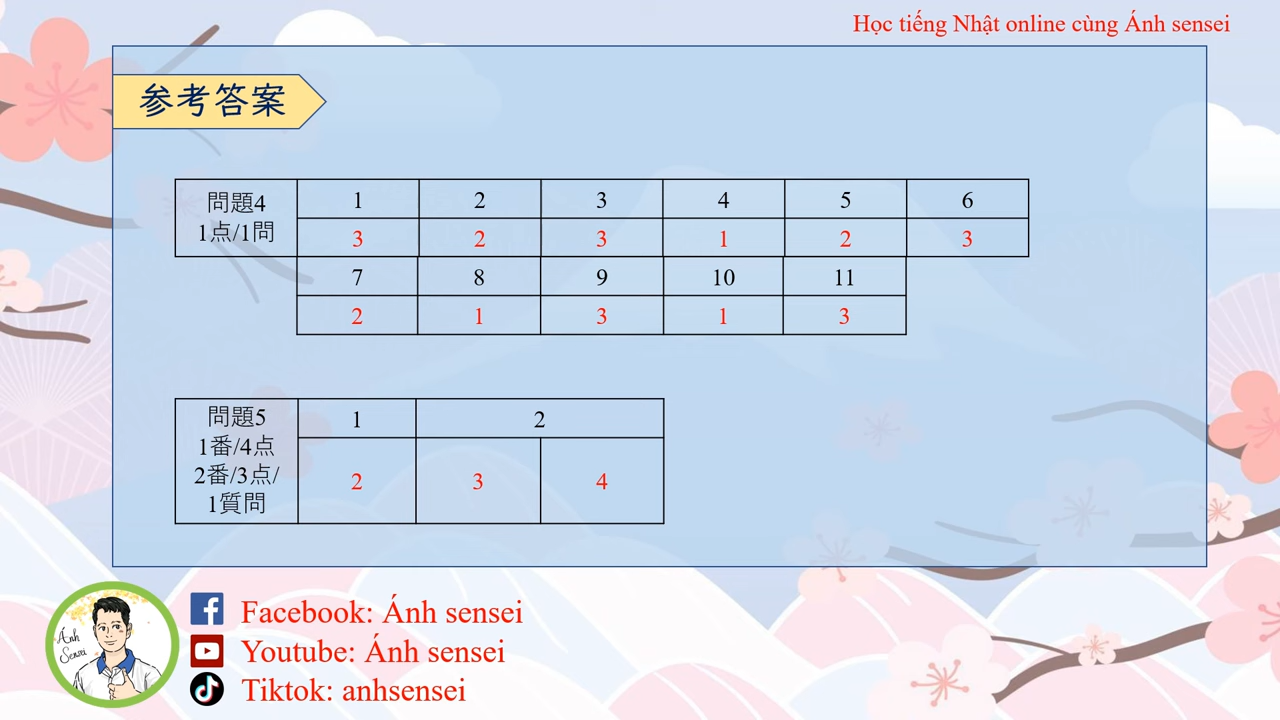 Học tiếng Nhật online cùng Ánh sensei
参考答案
問題4
1点/1問
1 2 3 4 5 6
3 2 3 1 2 3
7 8 9 10 11
2 1 3 1 3
問題5
1番/4点
2番/3点/
1質問
1 2
2 3 4
Ánh
Sensei
Facebook: Ánh sensei
Youtube: Ánh sensei
Tiktok: anhsensei